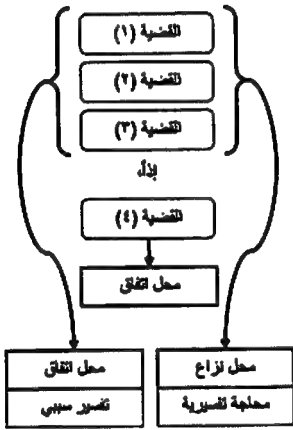 القضية (١)
القضية (٢)
القضية (٣)
إذاً،
القضية (٤)
محل اتفاق
محل نزاع
محاجة تفسيرية
محل اتفاق
تفسير سببي